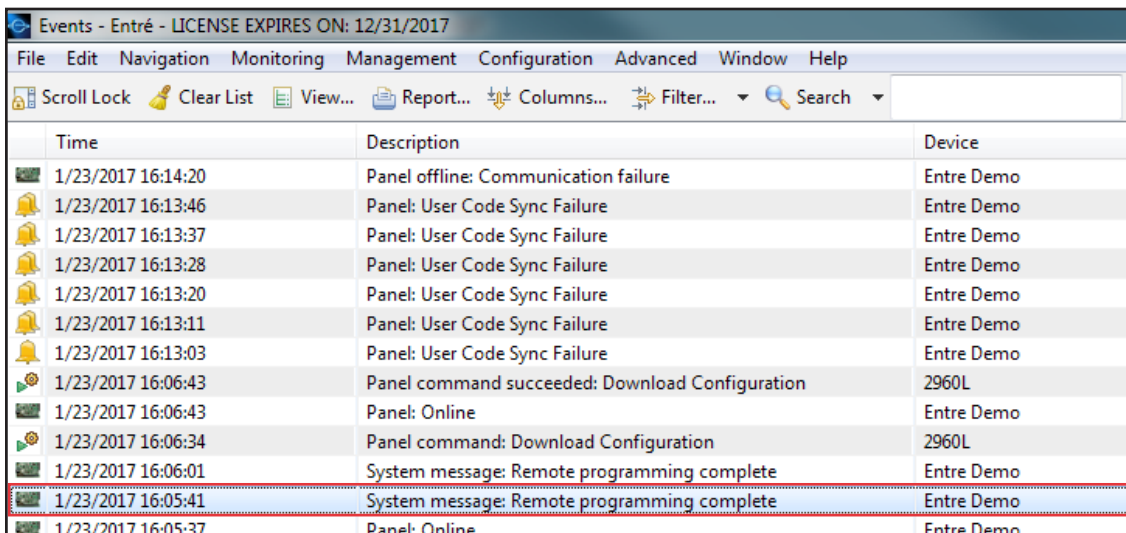 Events - Entré - LICENSE EXPIRES ON: 12/31/2017
File Edit Navigation Monitoring Management Configuration Advanced Window Help
Scroll Lock Clear List View... Report... Columns... Filter... Search
Time Description Device
1/23/2017 16:14:20 Panel offline: Communication failure Entre Demo
1/23/2017 16:13:46 Panel: User Code Sync Failure Entre Demo
1/23/2017 16:13:37 Panel: User Code Sync Failure Entre Demo
1/23/2017 16:13:28 Panel: User Code Sync Failure Entre Demo
1/23/2017 16:13:20 Panel: User Code Sync Failure Entre Demo
1/23/2017 16:13:11 Panel: User Code Sync Failure Entre Demo
1/23/2017 16:13:03 Panel: User Code Sync Failure Entre Demo
1/23/2017 16:06:43 Panel command succeeded: Download Configuration 2960L
1/23/2017 16:06:43 Panel: Online Entre Demo
1/23/2017 16:06:34 Panel command: Download Configuration 2960L
1/23/2017 16:06:01 System message: Remote programming complete Entre Demo
1/23/2017 16:05:41 System message: Remote programming complete Entre Demo
1/23/2017 16:05:37 Panel: Online Entre Demo